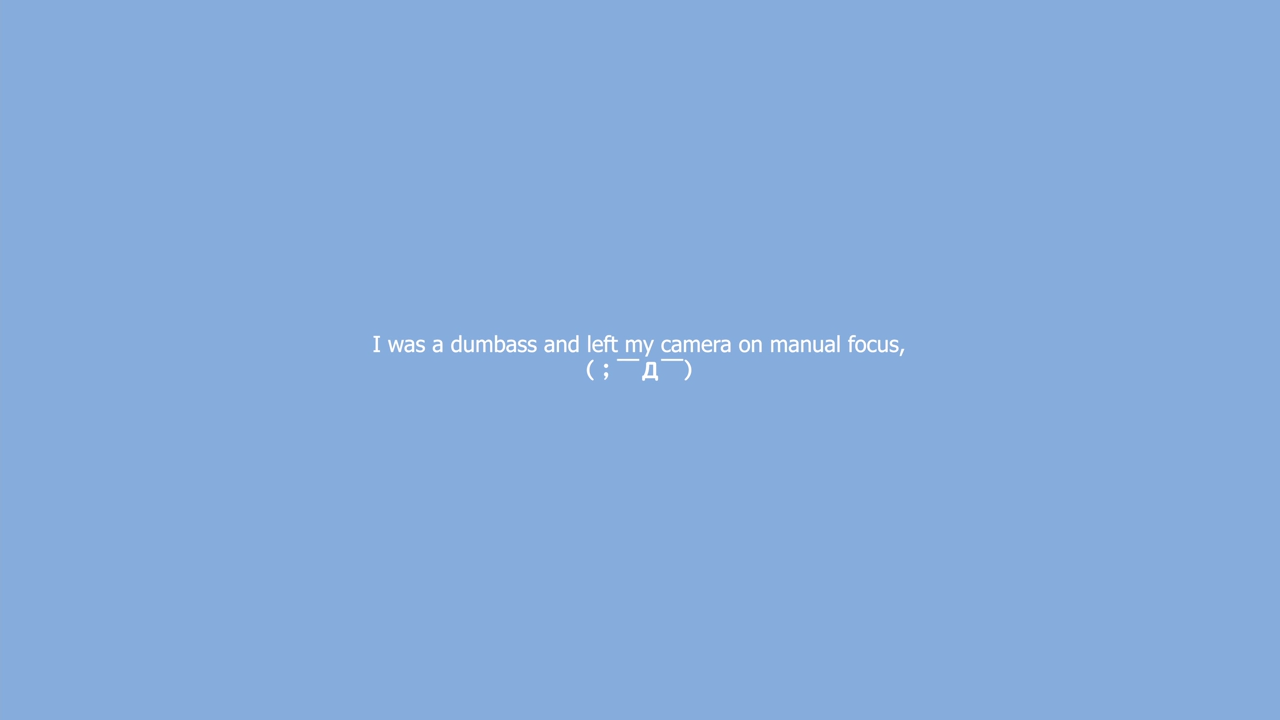 I was a dumbass and left my camera on manual focus,
(；￣Д￣)